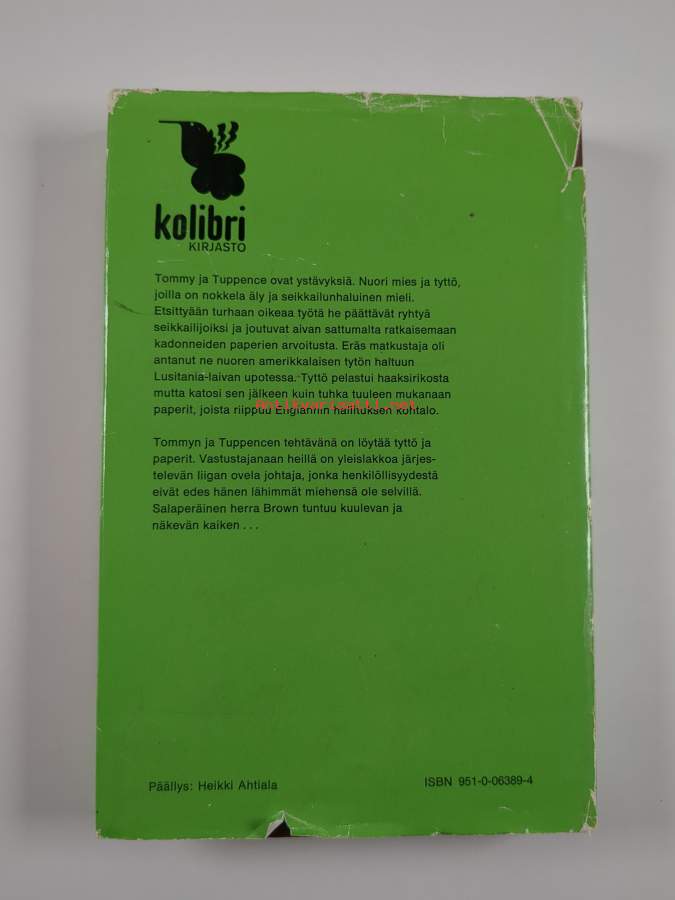 kolibri
KIRJASTO
Tommy ja Tuppence ovat ystävyksiä. Nuori mies ja tyttö,
joilla on nokkela äly ja seikkailunhaluinen mieli.
Etsittyään turhaan oikeaa työtä he päättävät ryhtyä
seikkailijoiksi ja joutuvat aivan sattumalta ratkaisemaan
kadonneiden paperien arvoitusta. Eräs matkustaja oli
antanut ne nuoren amerikkalaisen tytön haltuun
Lusitania-laivan upotessa. Tyttö pelastui haaksirikosta
mutta katosi sen jälkeen kuin tuhka tuuleen mukanaan
Antikvariaatti.net
paperit, joista riippuu Englannin hallituksen kohtalo.
Tommyn ja Tuppencen tehtävänä on löytää tyttö ja
paperit. Vastustajanaan heillä on yleislakkoa järjes-
televän liigan ovela johtaja, jonka henkilöllisyydestä
eivät edes hänen lähimmät miehensä ole selvillä.
Salaperäinen herra Brown tuntuu kuulevan ja
näkevän kaiken . . .
Päällys: Heikki Ahtiala
ISBN 951-0-06389-4